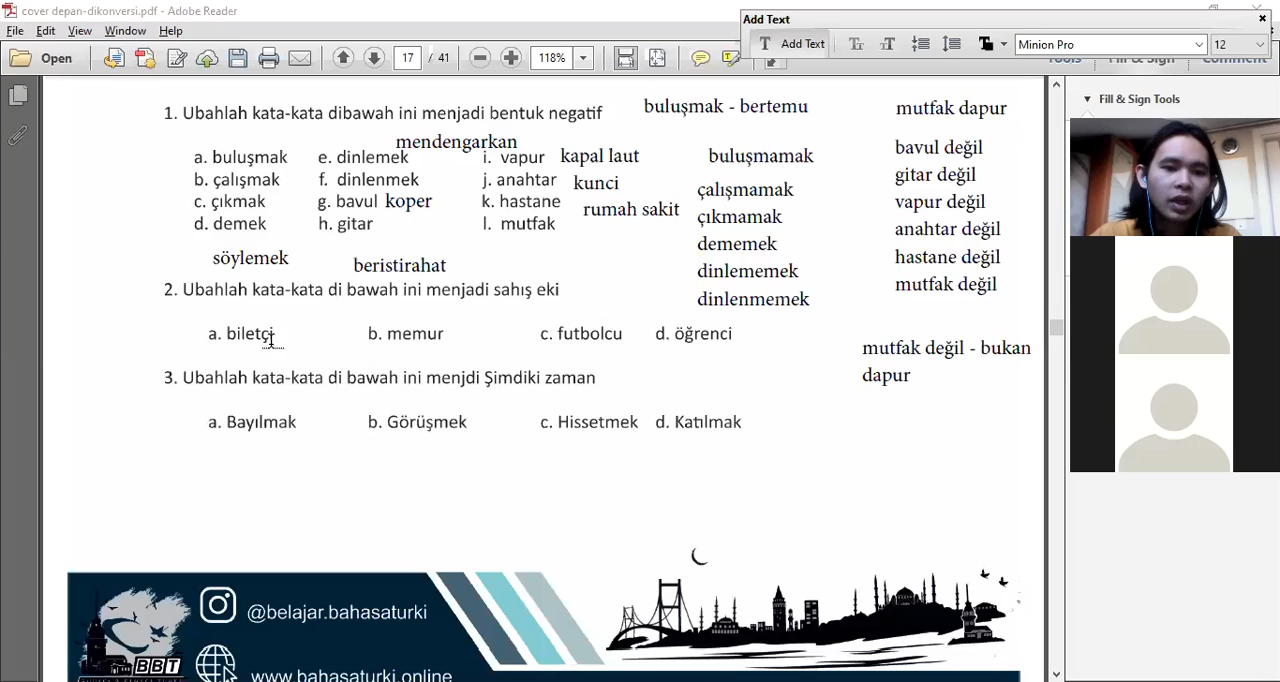 cover depan-dikonversi.pdf - Adobe Reader
File Edit View Window Help
Add Text
Open 17 / 41 118%
Add Text Minion Pro 12
Tools Fill & Sign Comment
Fill & Sign Tools
1. Ubahlah kata-kata dibawah ini menjadi bentuk negatif
buluşmak - bertemu
mutfak dapur
mendengarkan
a. buluşmak e. dinlemek i. vapur kapal laut
buluşmamak
bavul değil
b. çalışmak f. dinlenmek j. anahtar kunci
çalışmamak
gitar değil
c. çıkmak g. bavul koper k. hastane rumah sakit
çıkmamak
vapur değil
d. demek h. gitar l. mutfak
dememek
anahtar değil
söylemek beristirahat
dinlememek
hastane değil
dinlenmemek
mutfak değil
2. Ubahlah kata-kata di bawah ini menjadi sahış eki
a. biletçi b. memur c. futbolcu d. öğrenci
mutfak değil - bukan
dapur
3. Ubahlah kata-kata di bawah ini menjdi Şimdiki zaman
a. Bayılmak b. Görüşmek c. Hissetmek d. Katılmak
@belajar.bahasaturki
BBT
www.bahasaturki.online